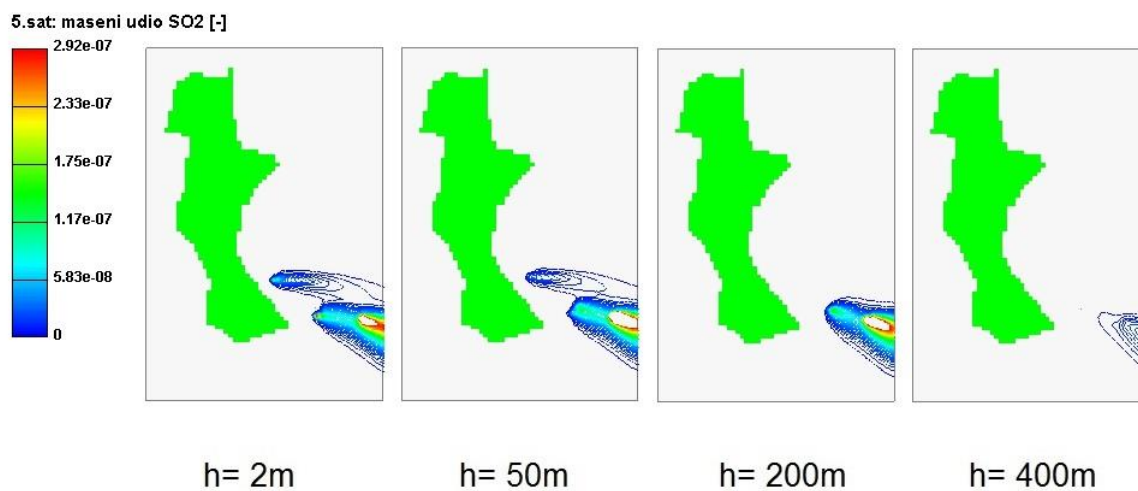 5.sat: maseni udio SO2 [-]
2.92e-07
2.33e-07
1.75e-07
1.17e-07
5.83e-08
0
h= 2m
h= 50m
h= 200m
h= 400m